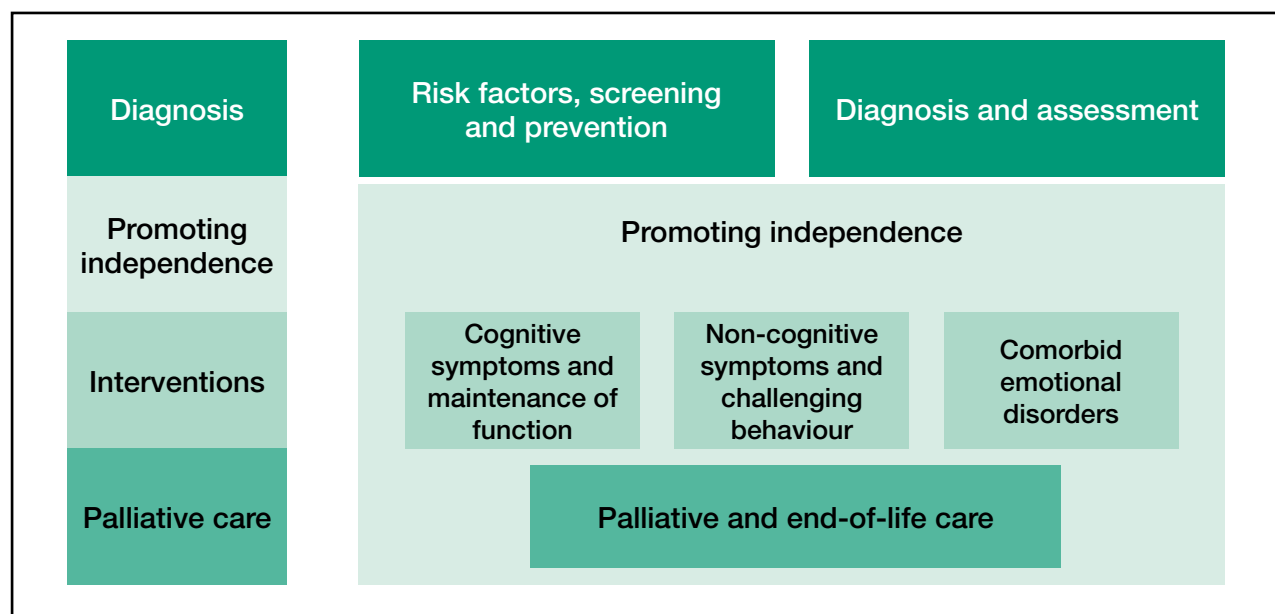 Diagnosis
Risk factors, screening
and prevention
Diagnosis and assessment
Promoting
independence
Promoting independence
Interventions
Cognitive
symptoms and
maintenance of
function
Non-cognitive
symptoms and
challenging
behaviour
Comorbid
emotional
disorders
Palliative care
Palliative and end-of-life care